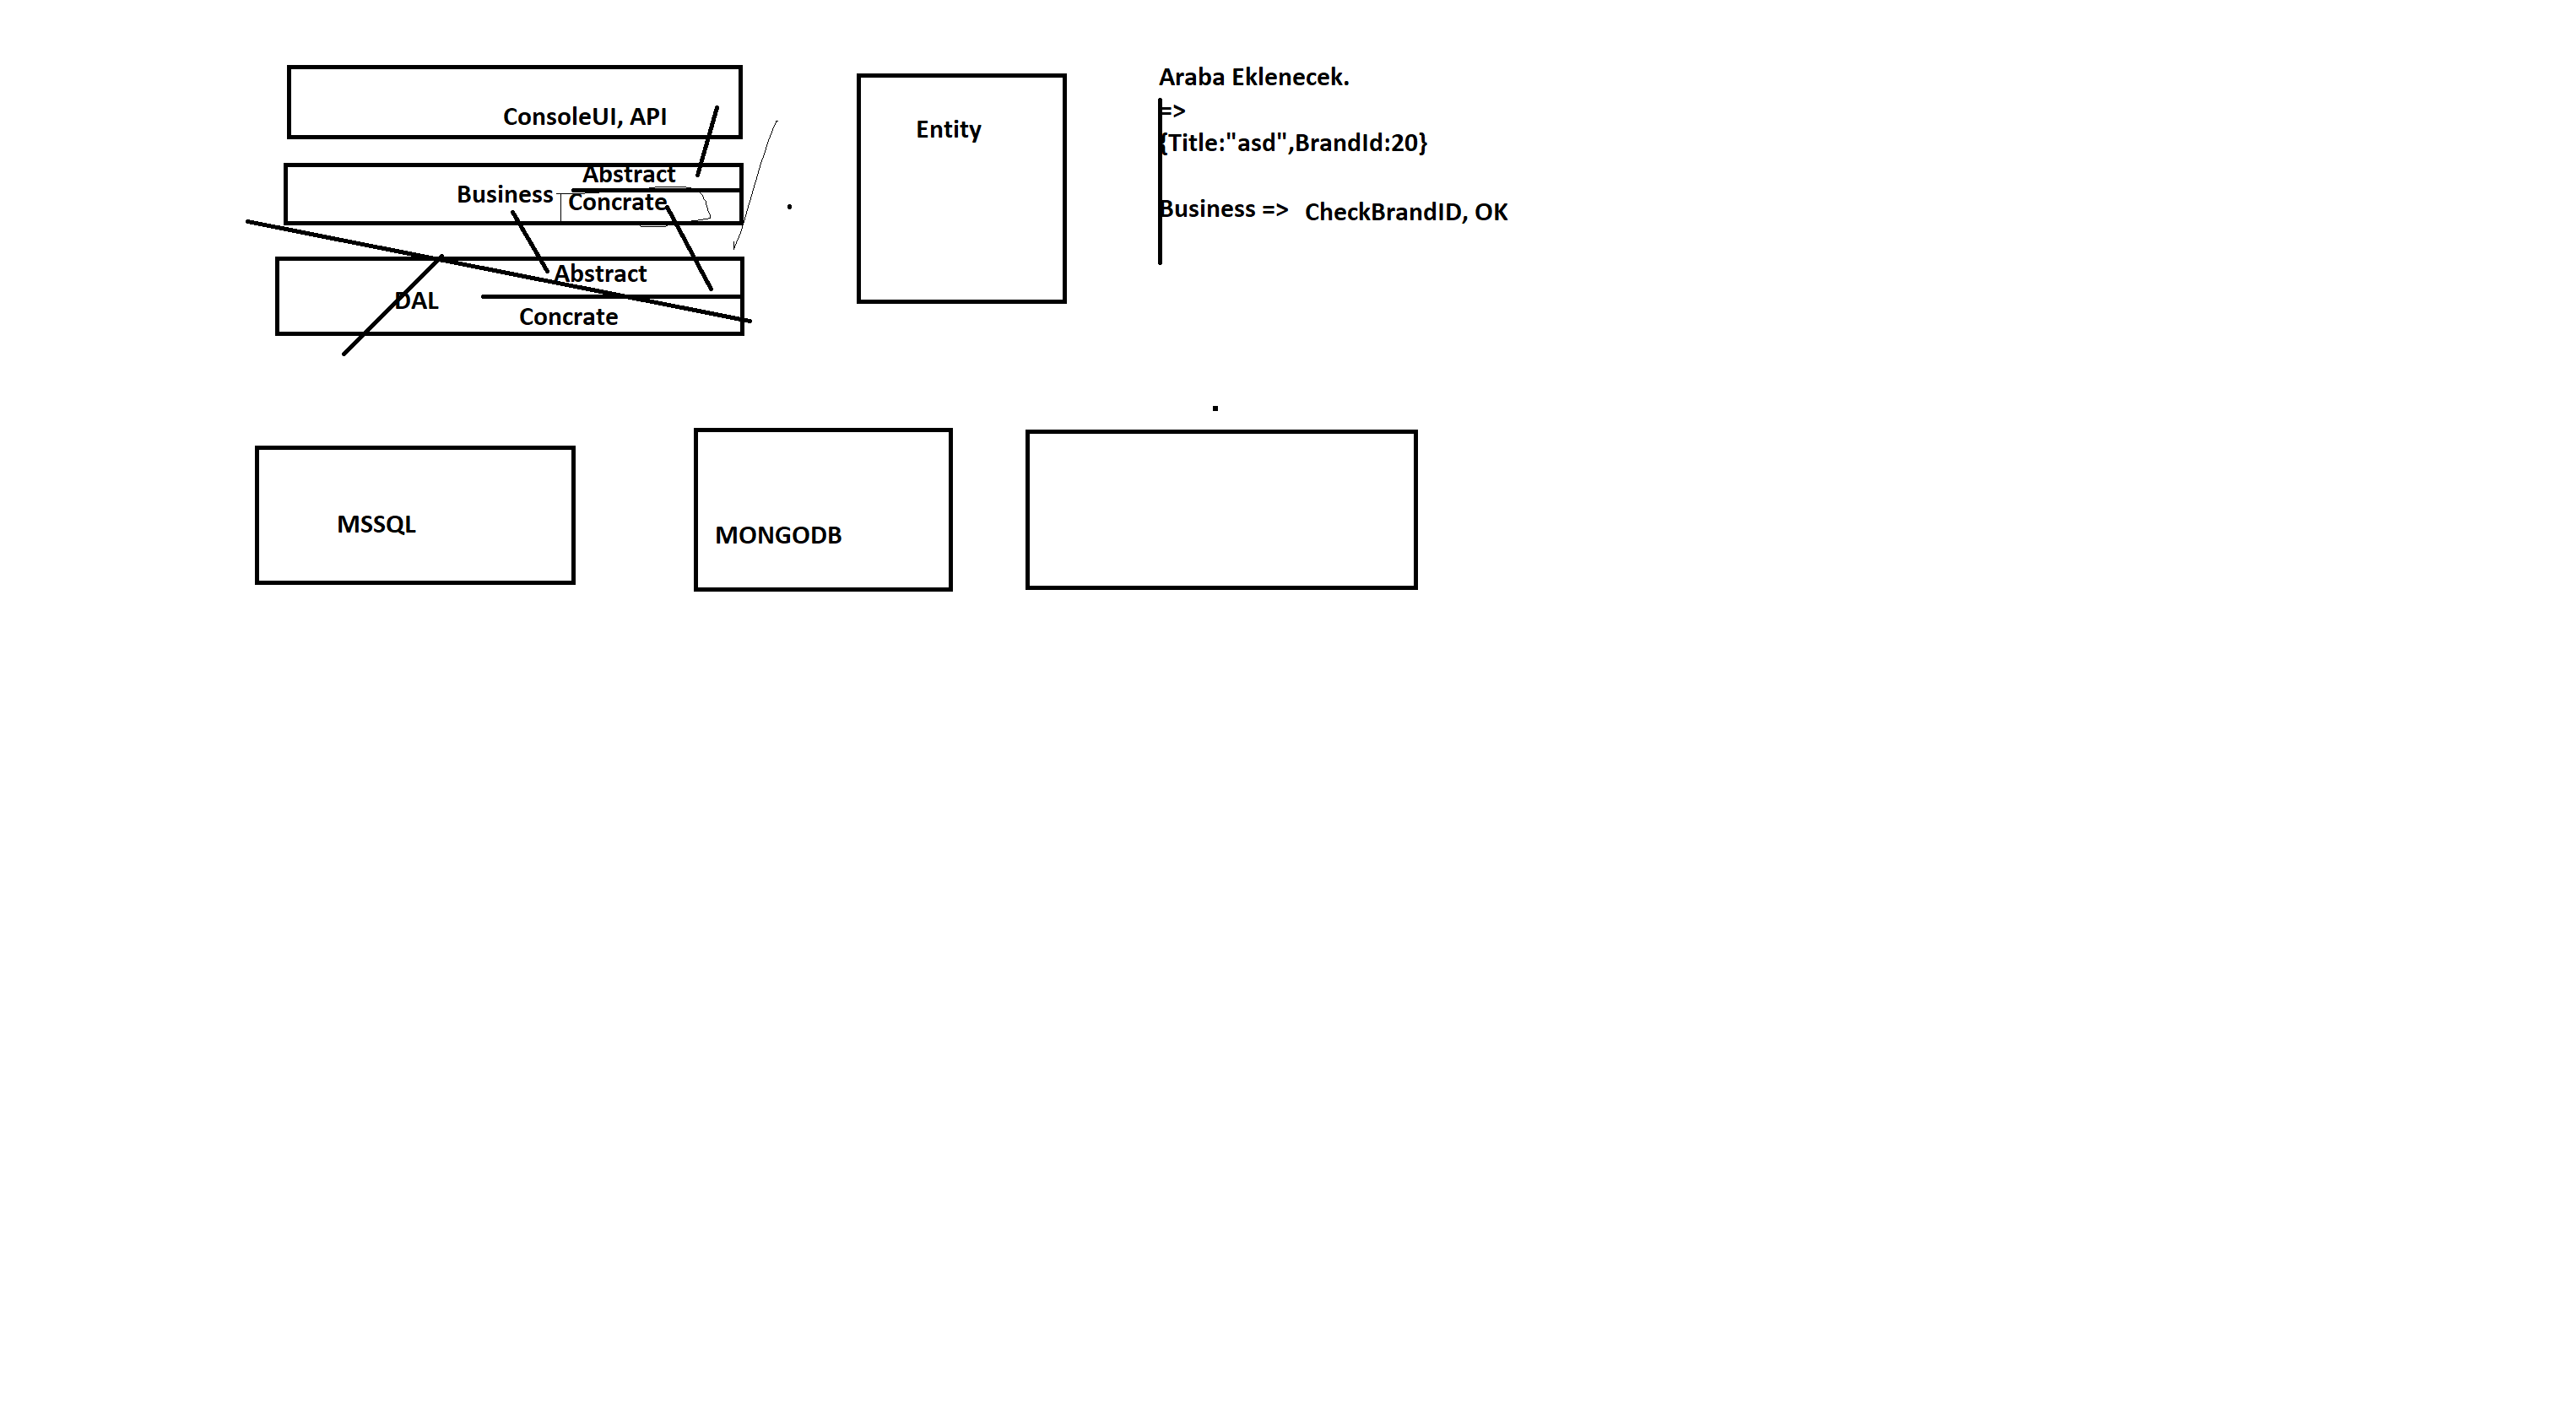 ConsoleUI, API
Abstract
Business
Concrate
Abstract
DAL
Concrate
Entity
Araba Eklenecek.
=>
{Title:"asd",BrandId:20}
Business => CheckBrandID, OK
MSSQL
MONGODB